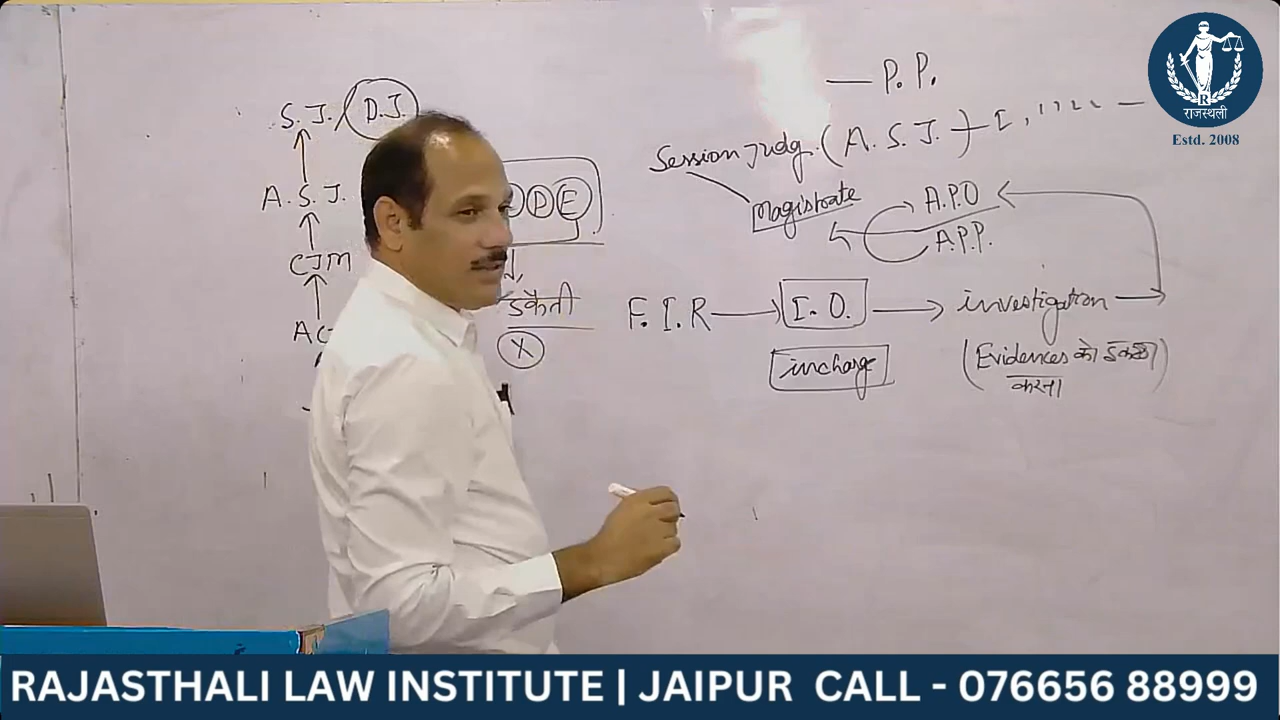 S.J. / D.J.
A.S.J.
CJM
D E
डकैती
X
— P.P.
Session Judg. (A.S.J.)
Magistrate
A.P.O
A.P.P.
F.I.R → I.O. → investigation →
incharge
(Evidences को इकट्ठा
करना)
राजस्थली
Estd. 2008
RAJASTHALI LAW INSTITUTE | JAIPUR CALL - 076656 88999